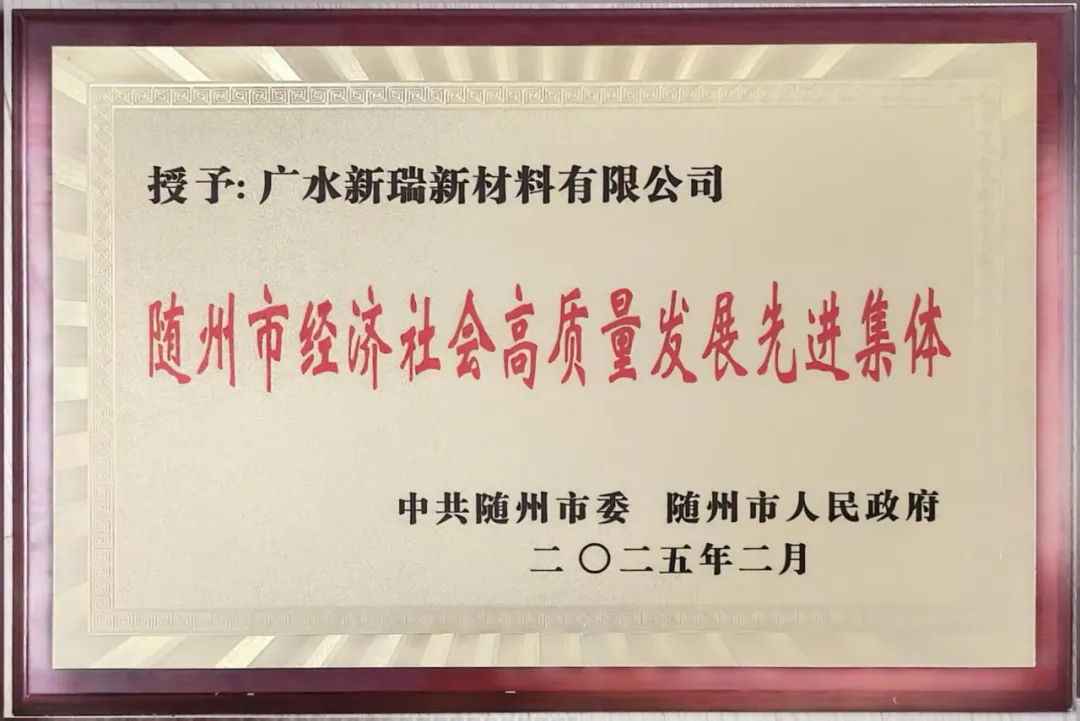 授予:广水新瑞新材料有限公司
随州市经济社会高质量发展先进集体
中共随州市委 随州市人民政府
二〇二五年二月